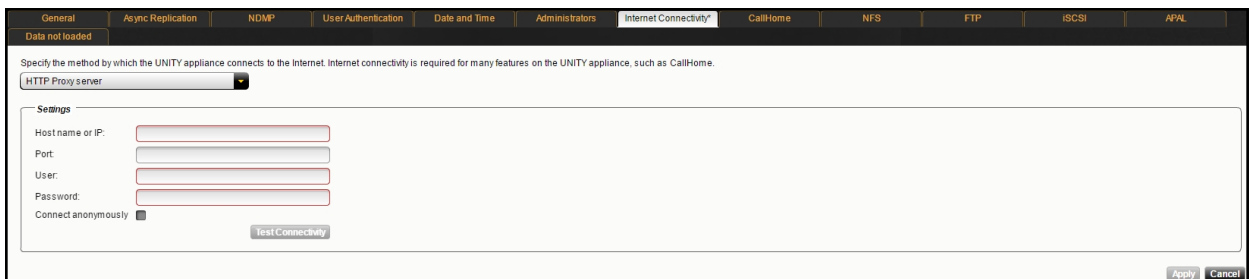 General Async Replication NDMP User Authentication Date and Time Administrators Internet Connectivity* CallHome NFS FTP iSCSI APAL
Data not loaded
Specify the method by which the UNITY appliance connects to the Internet. Internet connectivity is required for many features on the UNITY appliance, such as CallHome.
HTTP Proxy server
Settings
Host name or IP:
Port:
User:
Password:
Connect anonymously
Test Connectivity
Apply Cancel